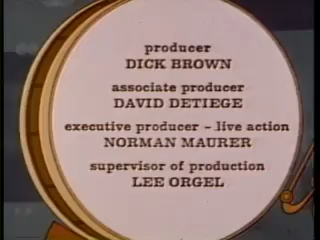 producer
DICK BROWN
associate producer
DAVID DETIEGE
executive producer - live action
NORMAN MAURER
supervisor of production
LEE ORGEL